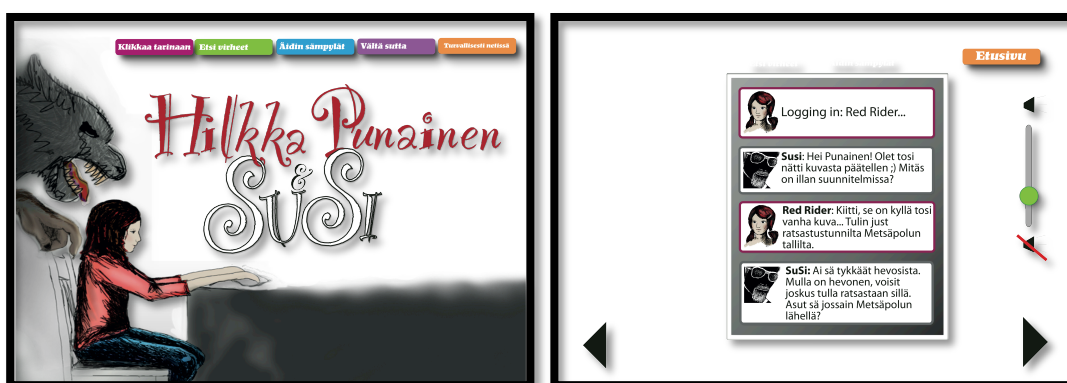 Klikkaa tarinaan
Etsi virheet
Äidin sämpylät
Vältä sutta
Turvallisesti netissä
Hilkka Punainen
&
SuSi
Etusivu
Logging in: Red Rider...
Susi: Hei Punainen! Olet tosi
nätti kuvasta päätellen ;) Mitäs
on illan suunnitelmissa?
Red Rider: Kiitti, se on kyllä tosi
vanha kuva... Tulin just
ratsastustunnilta Metsäpolun
tallilta.
SuSi: Ai sä tykkäät hevosista.
Mulla on hevonen, voisit
joskus tulla ratsastaan sillä.
Asut sä jossain Metsäpolun
lähellä?